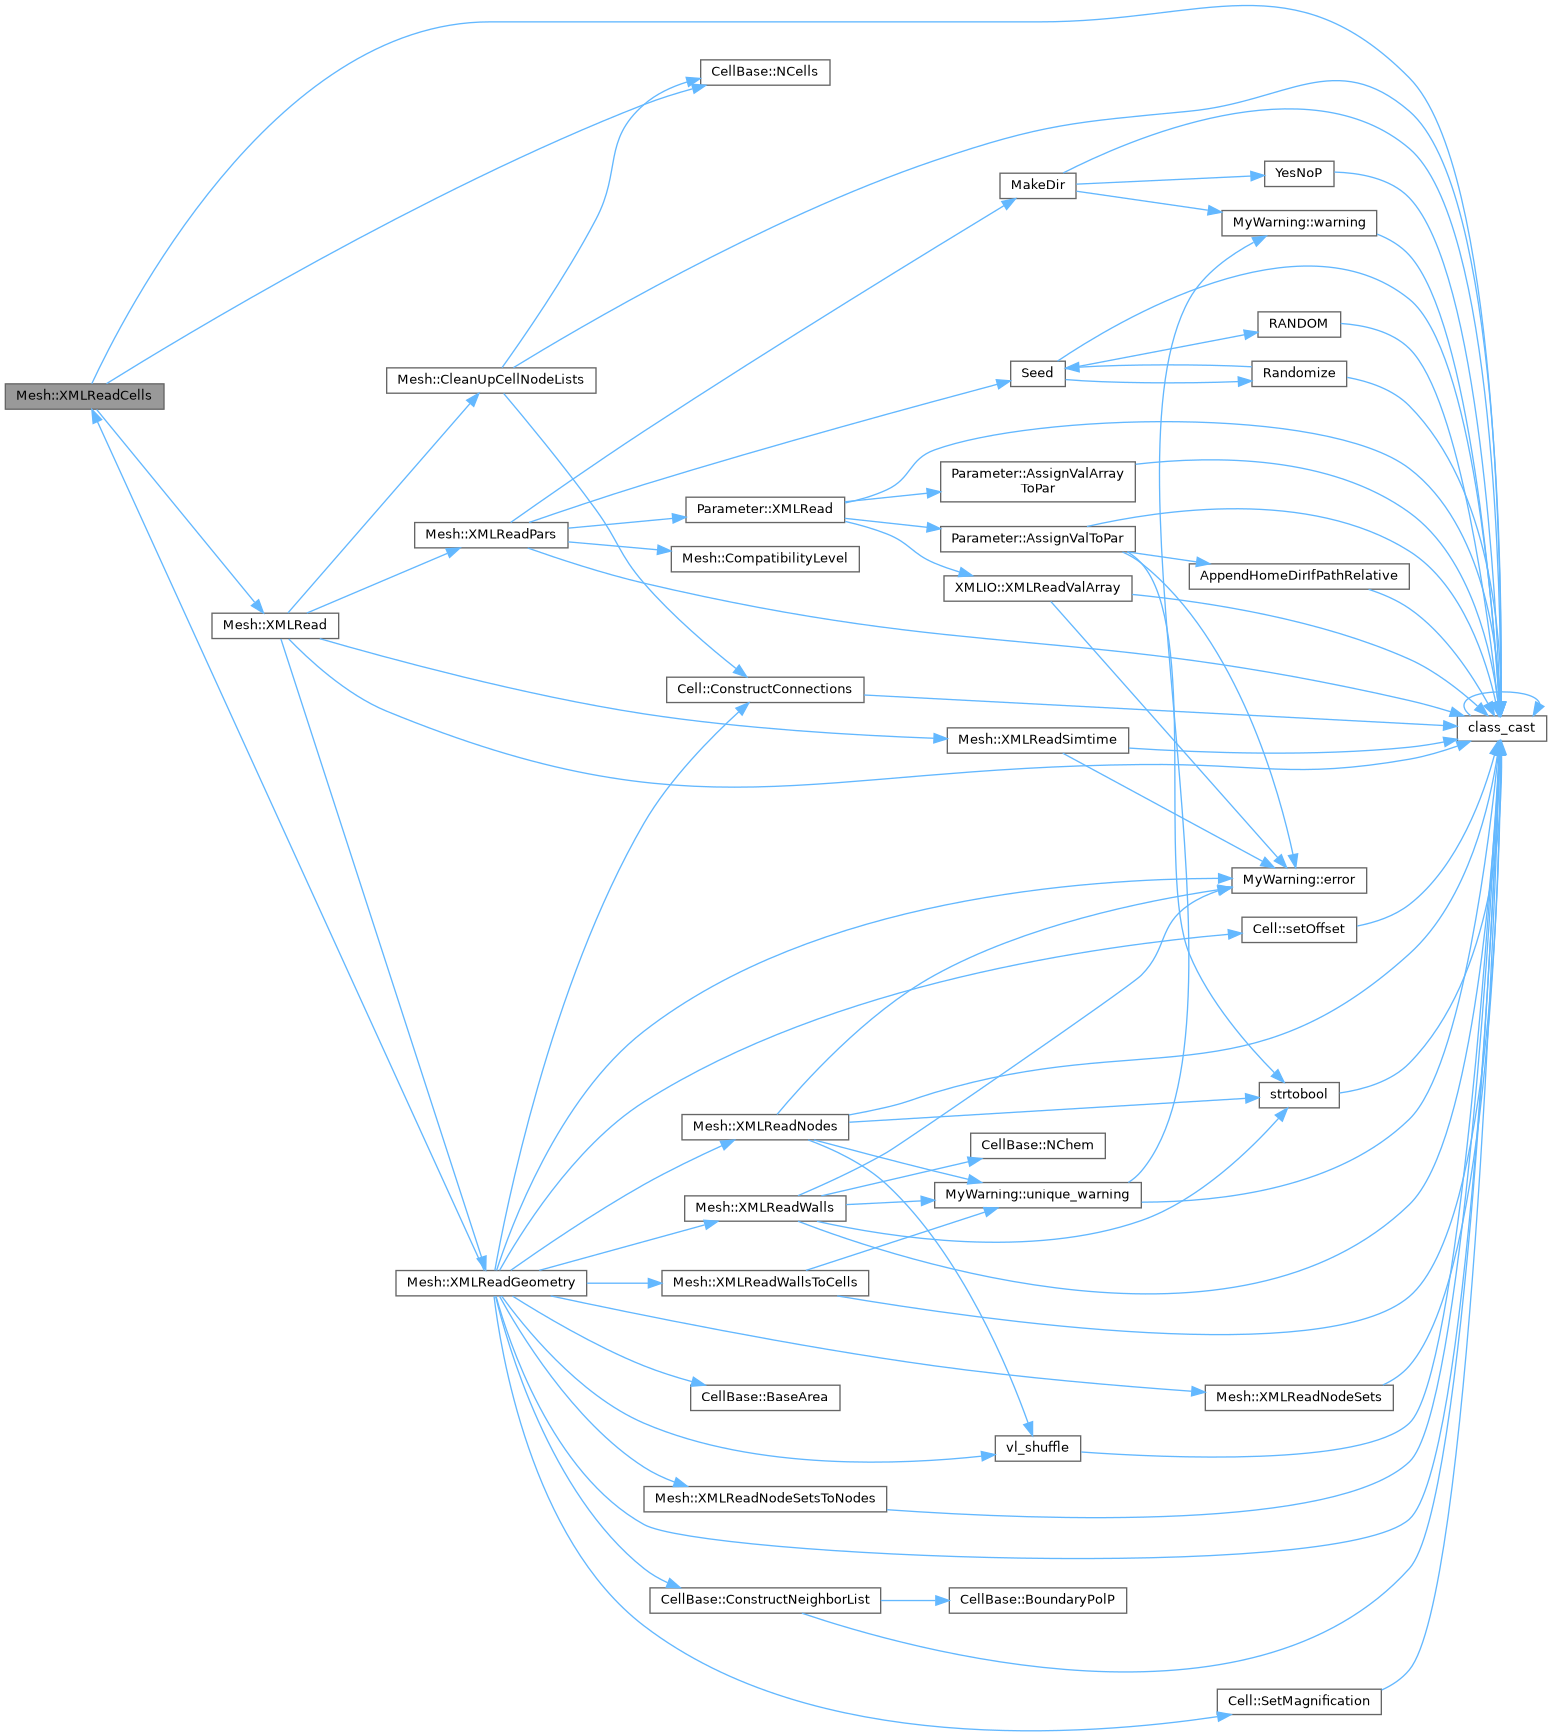 CellBase::NCells
MakeDir
YesNoP
MyWarning::warning
RANDOM
Mesh::CleanUpCellNodeLists
Seed
Randomize
Mesh::XMLReadCells
Parameter::AssignValArray
ToPar
Parameter::XMLRead
Mesh::XMLReadPars
Parameter::AssignValToPar
Mesh::CompatibilityLevel
AppendHomeDirIfPathRelative
XMLIO::XMLReadValArray
Mesh::XMLRead
Cell::ConstructConnections
class_cast
Mesh::XMLReadSimtime
MyWarning::error
Cell::setOffset
strtobool
Mesh::XMLReadNodes
CellBase::NChem
MyWarning::unique_warning
Mesh::XMLReadWalls
Mesh::XMLReadGeometry
Mesh::XMLReadWallsToCells
CellBase::BaseArea
Mesh::XMLReadNodeSets
vl_shuffle
Mesh::XMLReadNodeSetsToNodes
CellBase::ConstructNeighborList
CellBase::BoundaryPolP
Cell::SetMagnification